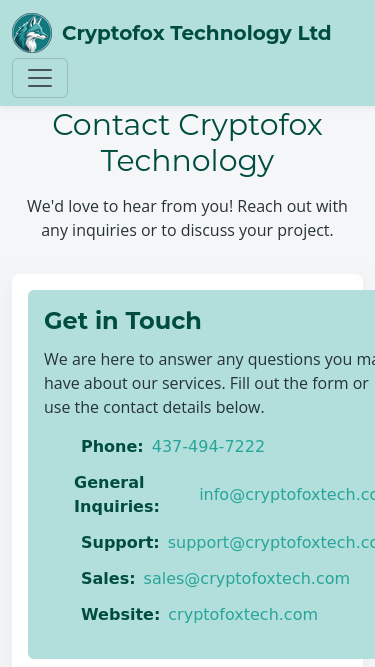 Cryptofox Technology Ltd
Contact Cryptofox
Technology
We'd love to hear from you! Reach out with
any inquiries or to discuss your project.
Get in Touch
We are here to answer any questions you
have about our services. Fill out the form or
use the contact details below.
Phone: 437-494-7222
General
Inquiries:
info@cryptofoxtech.co
Support: support@cryptofoxtech.co
Sales: sales@cryptofoxtech.com
Website: cryptofoxtech.com